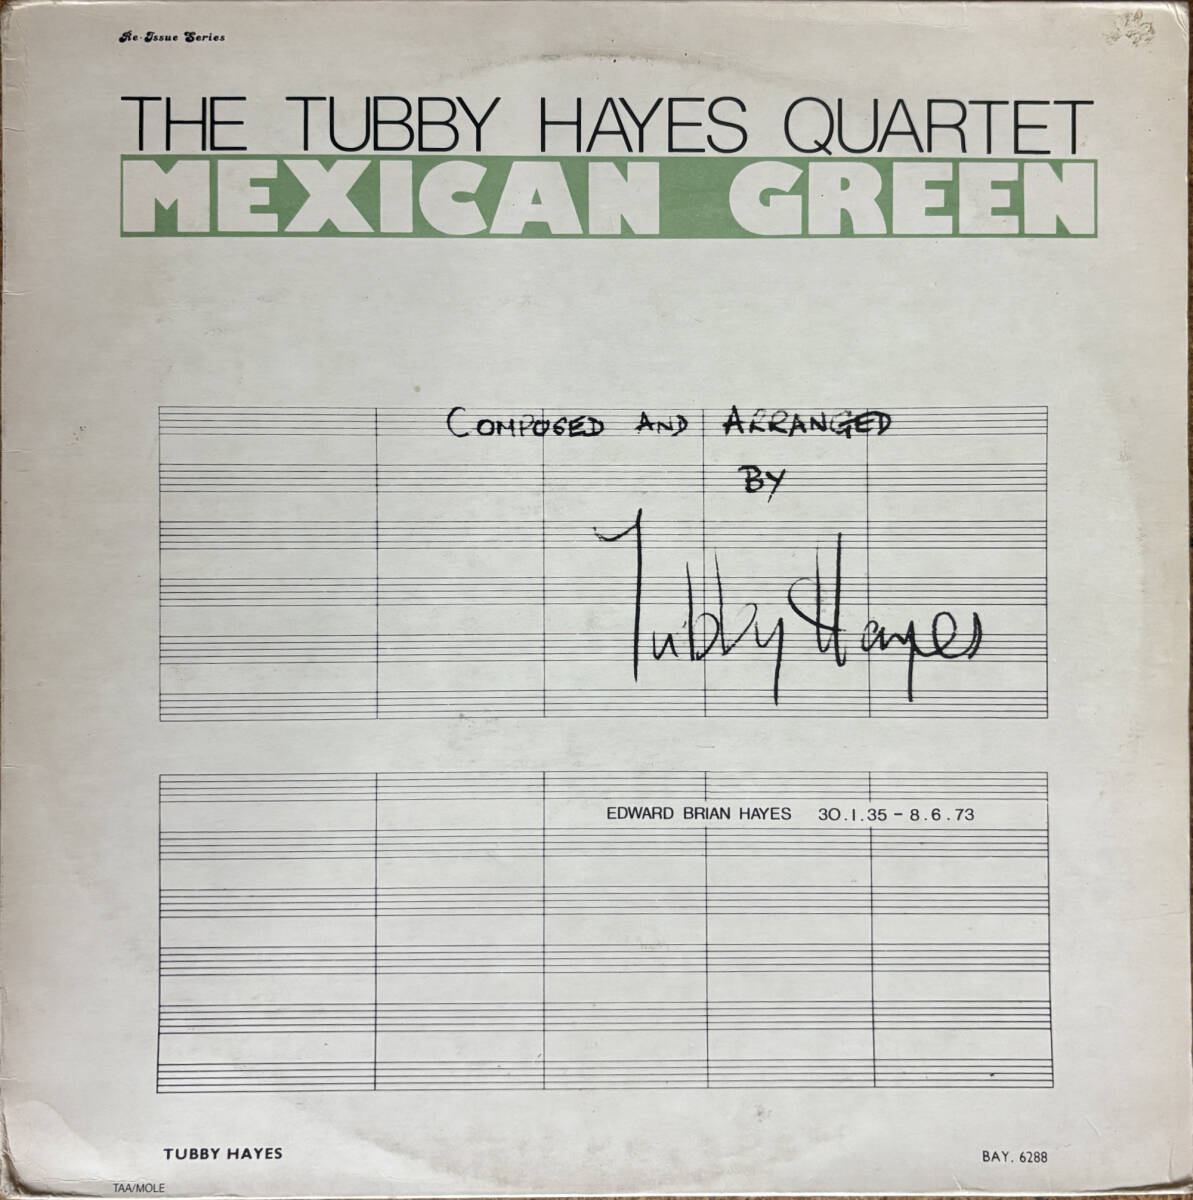 Re-Issue Series
THE TUBBY HAYES QUARTET
MEXICAN GREEN
COMPOSED AND ARRANGED
BY
Tubby Hayes
EDWARD BRIAN HAYES 30.1.35 - 8.6.73
TUBBY HAYES
BAY. 6288
TAA/MOLE